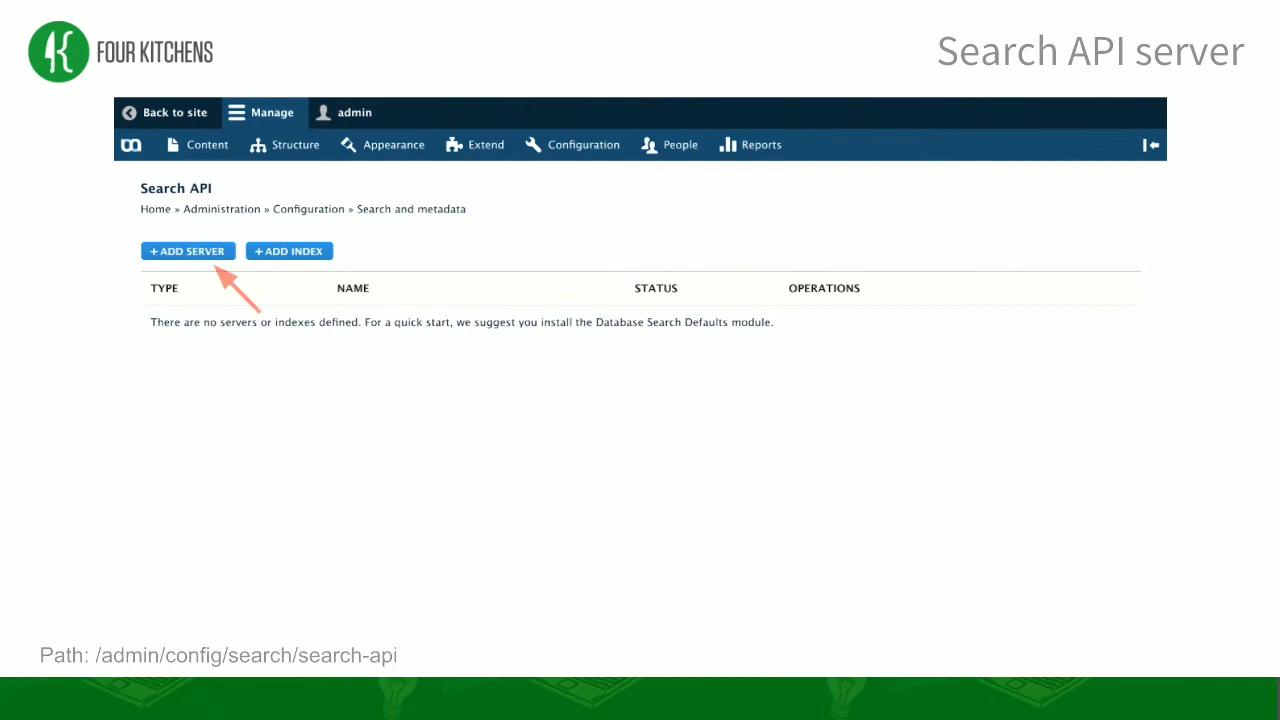 FOUR KITCHENS
Search API server
Back to site Manage admin
Content Structure Appearance Extend Configuration People Reports
Search API
Home » Administration » Configuration » Search and metadata
+ ADD SERVER + ADD INDEX
TYPE NAME STATUS OPERATIONS
There are no servers or indexes defined. For a quick start, we suggest you install the Database Search Defaults module.
Path: /admin/config/search/search-api